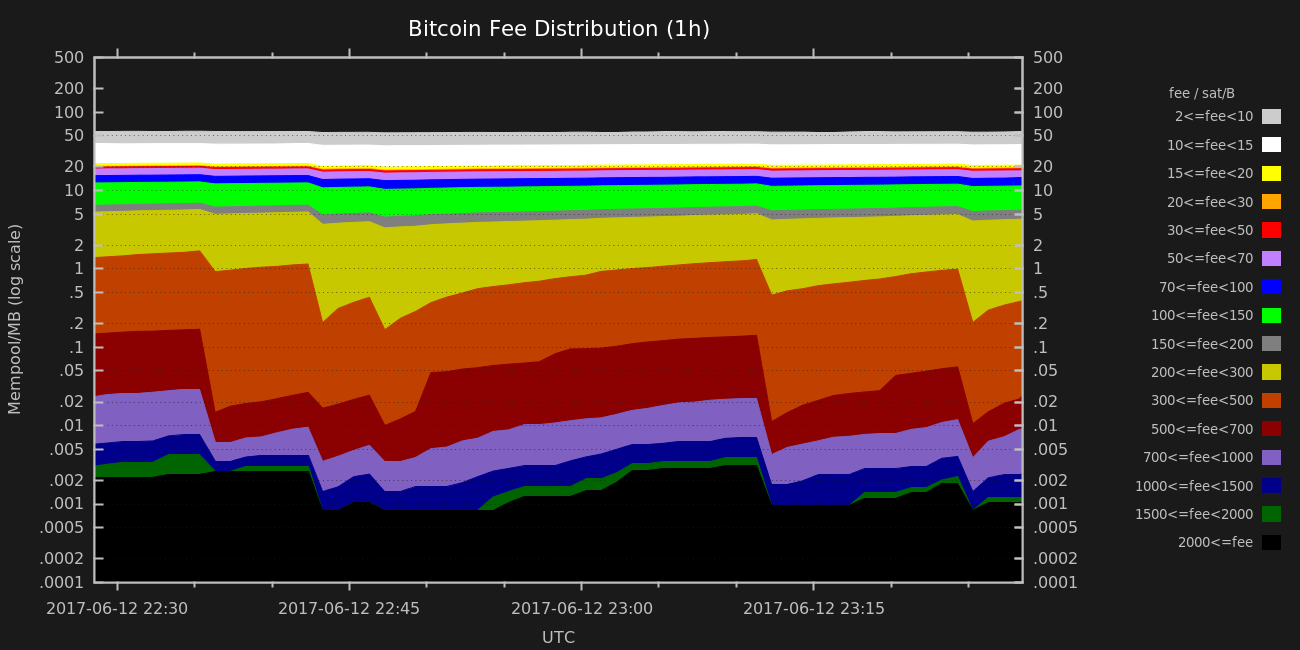 Bitcoin Fee Distribution (1h)
500 500
200 200
100 100
50 50
20 20
10 10
5 5
2 2
1 1
.5 .5
.2 .2
.1 .1
.05 .05
.02 .02
.01 .01
.005 .005
.002 .002
.001 .001
.0005 .0005
.0002 .0002
.0001 .0001
Mempool/MB (log scale)
2017-06-12 22:30 2017-06-12 22:45 2017-06-12 23:00 2017-06-12 23:15
UTC
fee / sat/B
2<=fee<10
10<=fee<15
15<=fee<20
20<=fee<30
30<=fee<50
50<=fee<70
70<=fee<100
100<=fee<150
150<=fee<200
200<=fee<300
300<=fee<500
500<=fee<700
700<=fee<1000
1000<=fee<1500
1500<=fee<2000
2000<=fee